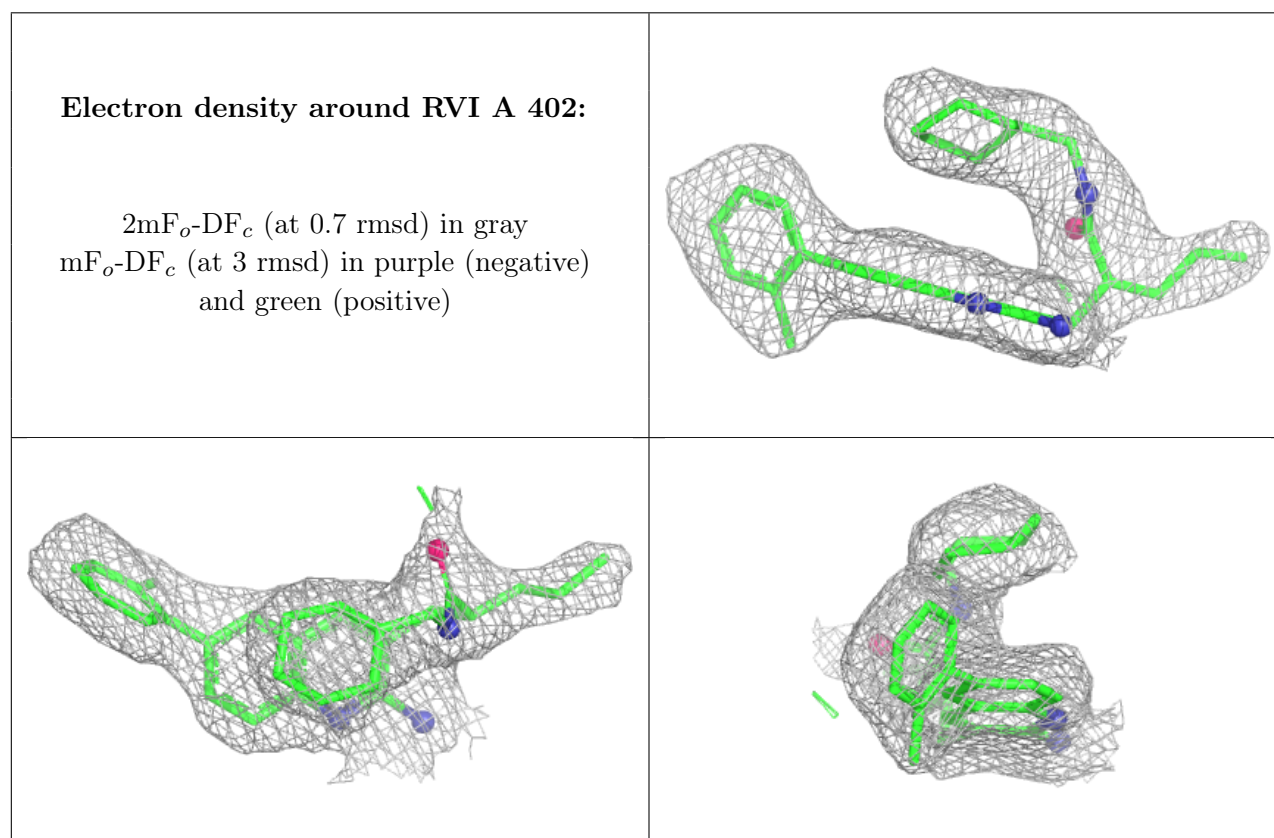 Electron density around RVI A 402:
2mFo-DFc (at 0.7 rmsd) in gray
mFo-DFc (at 3 rmsd) in purple (negative)
and green (positive)